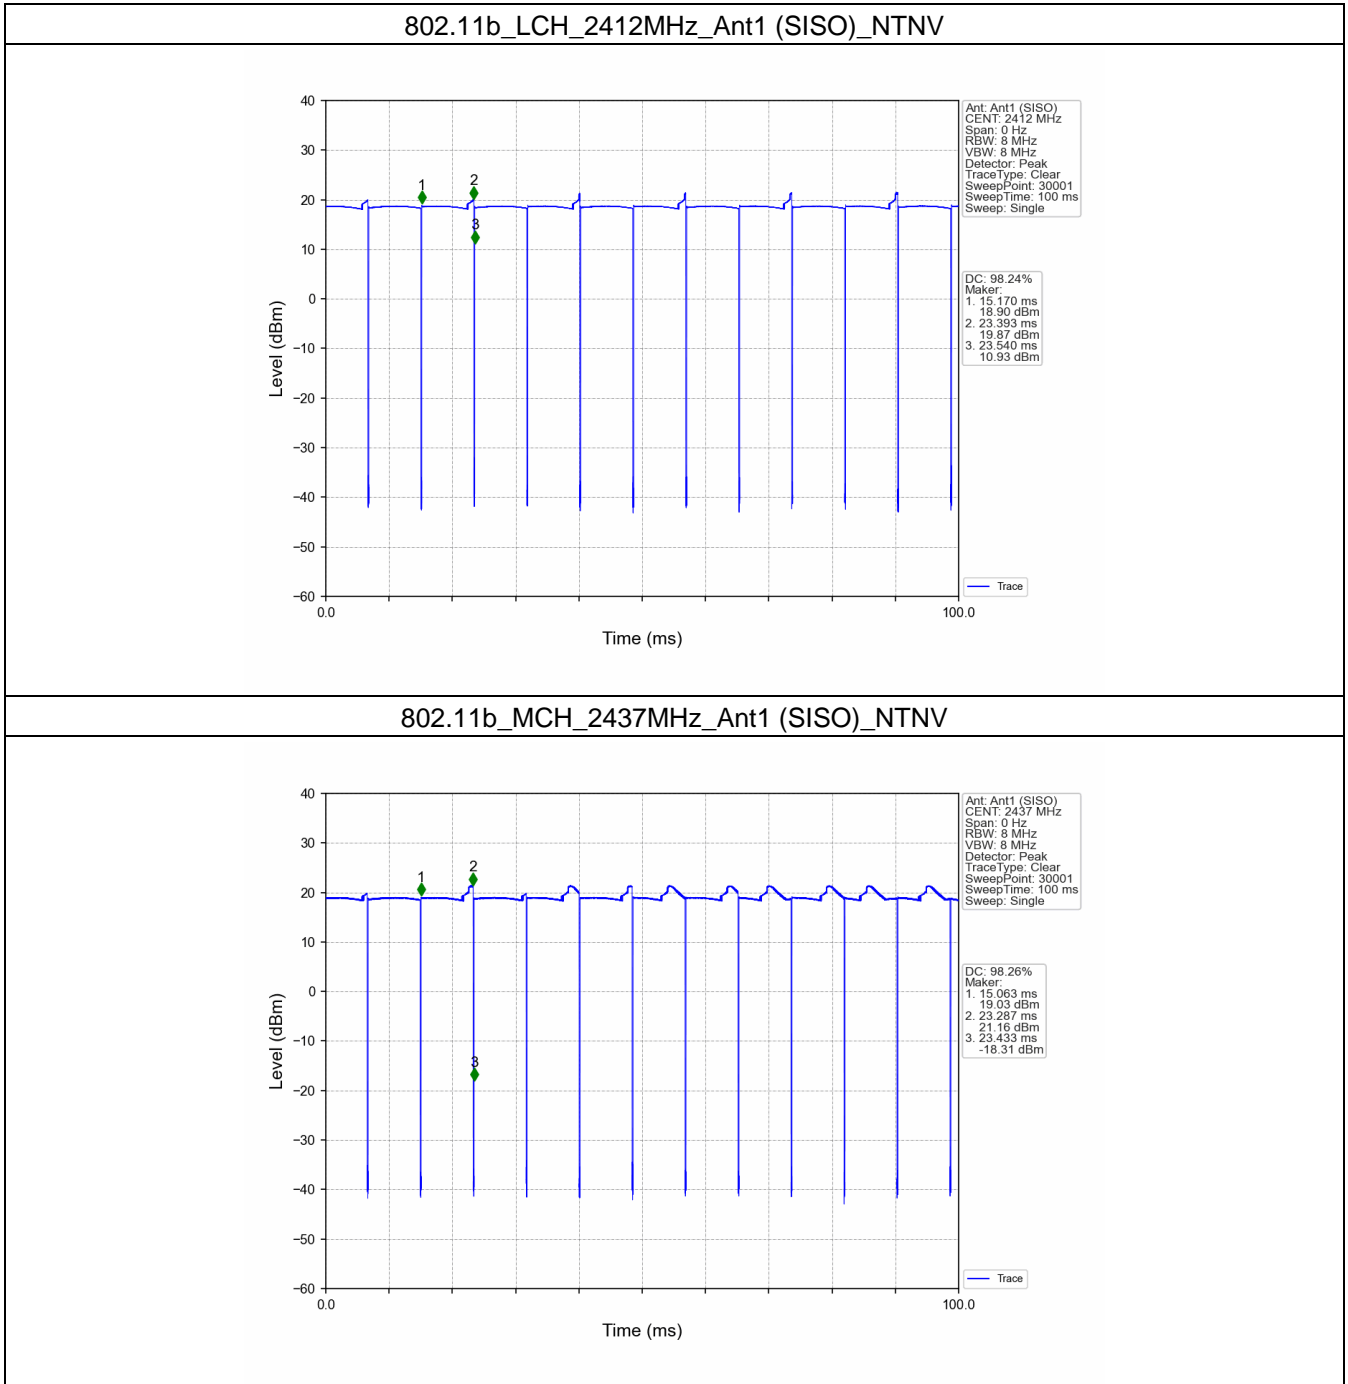 802.11b_LCH_2412MHz_Ant1 (SISO)_NTNV
40
30
20
10
0
−10
−20
−30
−40
−50
−60
Level (dBm)
1
2
3
0.0
100.0
Time (ms)
Ant: Ant1 (SISO)
CENT: 2412 MHz
Span: 0 Hz
RBW: 8 MHz
VBW: 8 MHz
Detector: Peak
TraceType: Clear
SweepPoint: 30001
SweepTime: 100 ms
Sweep: Single
DC: 98.24%
Maker:
1. 15.170 ms
18.90 dBm
2. 23.393 ms
19.87 dBm
3. 23.540 ms
10.93 dBm
Trace
802.11b_MCH_2437MHz_Ant1 (SISO)_NTNV
40
30
20
10
0
−10
−20
−30
−40
−50
−60
Level (dBm)
1
2
3
0.0
100.0
Time (ms)
Ant: Ant1 (SISO)
CENT: 2437 MHz
Span: 0 Hz
RBW: 8 MHz
VBW: 8 MHz
Detector: Peak
TraceType: Clear
SweepPoint: 30001
SweepTime: 100 ms
Sweep: Single
DC: 98.26%
Maker:
1. 15.063 ms
19.03 dBm
2. 23.287 ms
21.16 dBm
3. 23.433 ms
-18.31 dBm
Trace